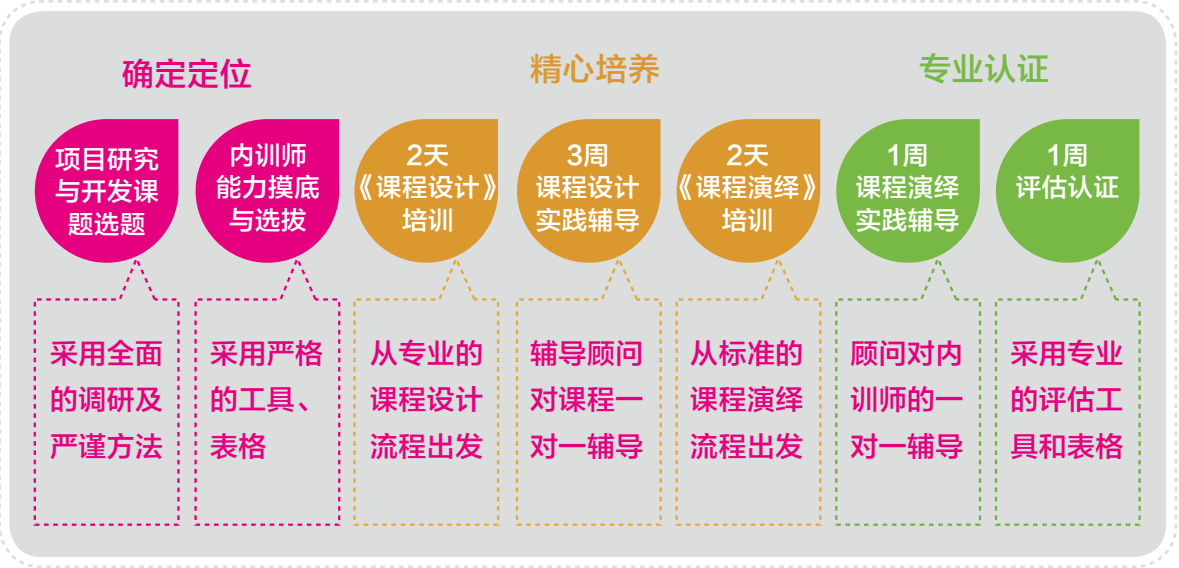 确定定位
精心培养
专业认证
项目研究
与开发课
题选题
内训师
能力摸底
与选拔
2天
《课程设计》
培训
3周
课程设计
实践辅导
2天
《课程演绎》
培训
1周
课程演绎
实践辅导
1周
评估认证
采用全面
的调研及
严谨方法
采用严格
的工具、
表格
从专业的
课程设计
流程出发
辅导顾问
对课程一
对一辅导
从标准的
课程演绎
流程出发
顾问对内
训师的一
对一辅导
采用专业
的评估工
具和表格